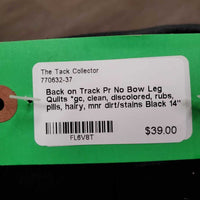 The Tack Collector
770632-37
Back on Track Pr No Bow Leg
Quilts *gc, clean, discolored, rubs,
pills, hairy, mnr dirt/stains Black 14"
$39.00
FL6V8T